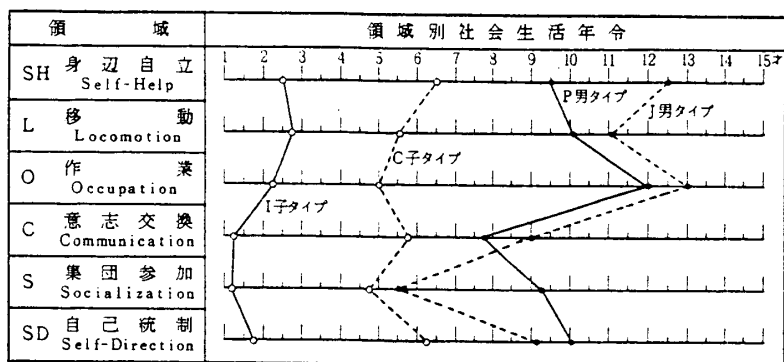 領域
領域別社会生活年令
1 2 3 4 5 6 7 8 9 10 11 12 13 14 15才
SH 身辺自立
Self-Help
P男タイプ
J男タイプ
L 移動
Locomotion
C子タイプ
O 作業
Occupation
I子タイプ
C 意志交換
Communication
S 集団参加
Socialization
SD 自己統制
Self-Direction